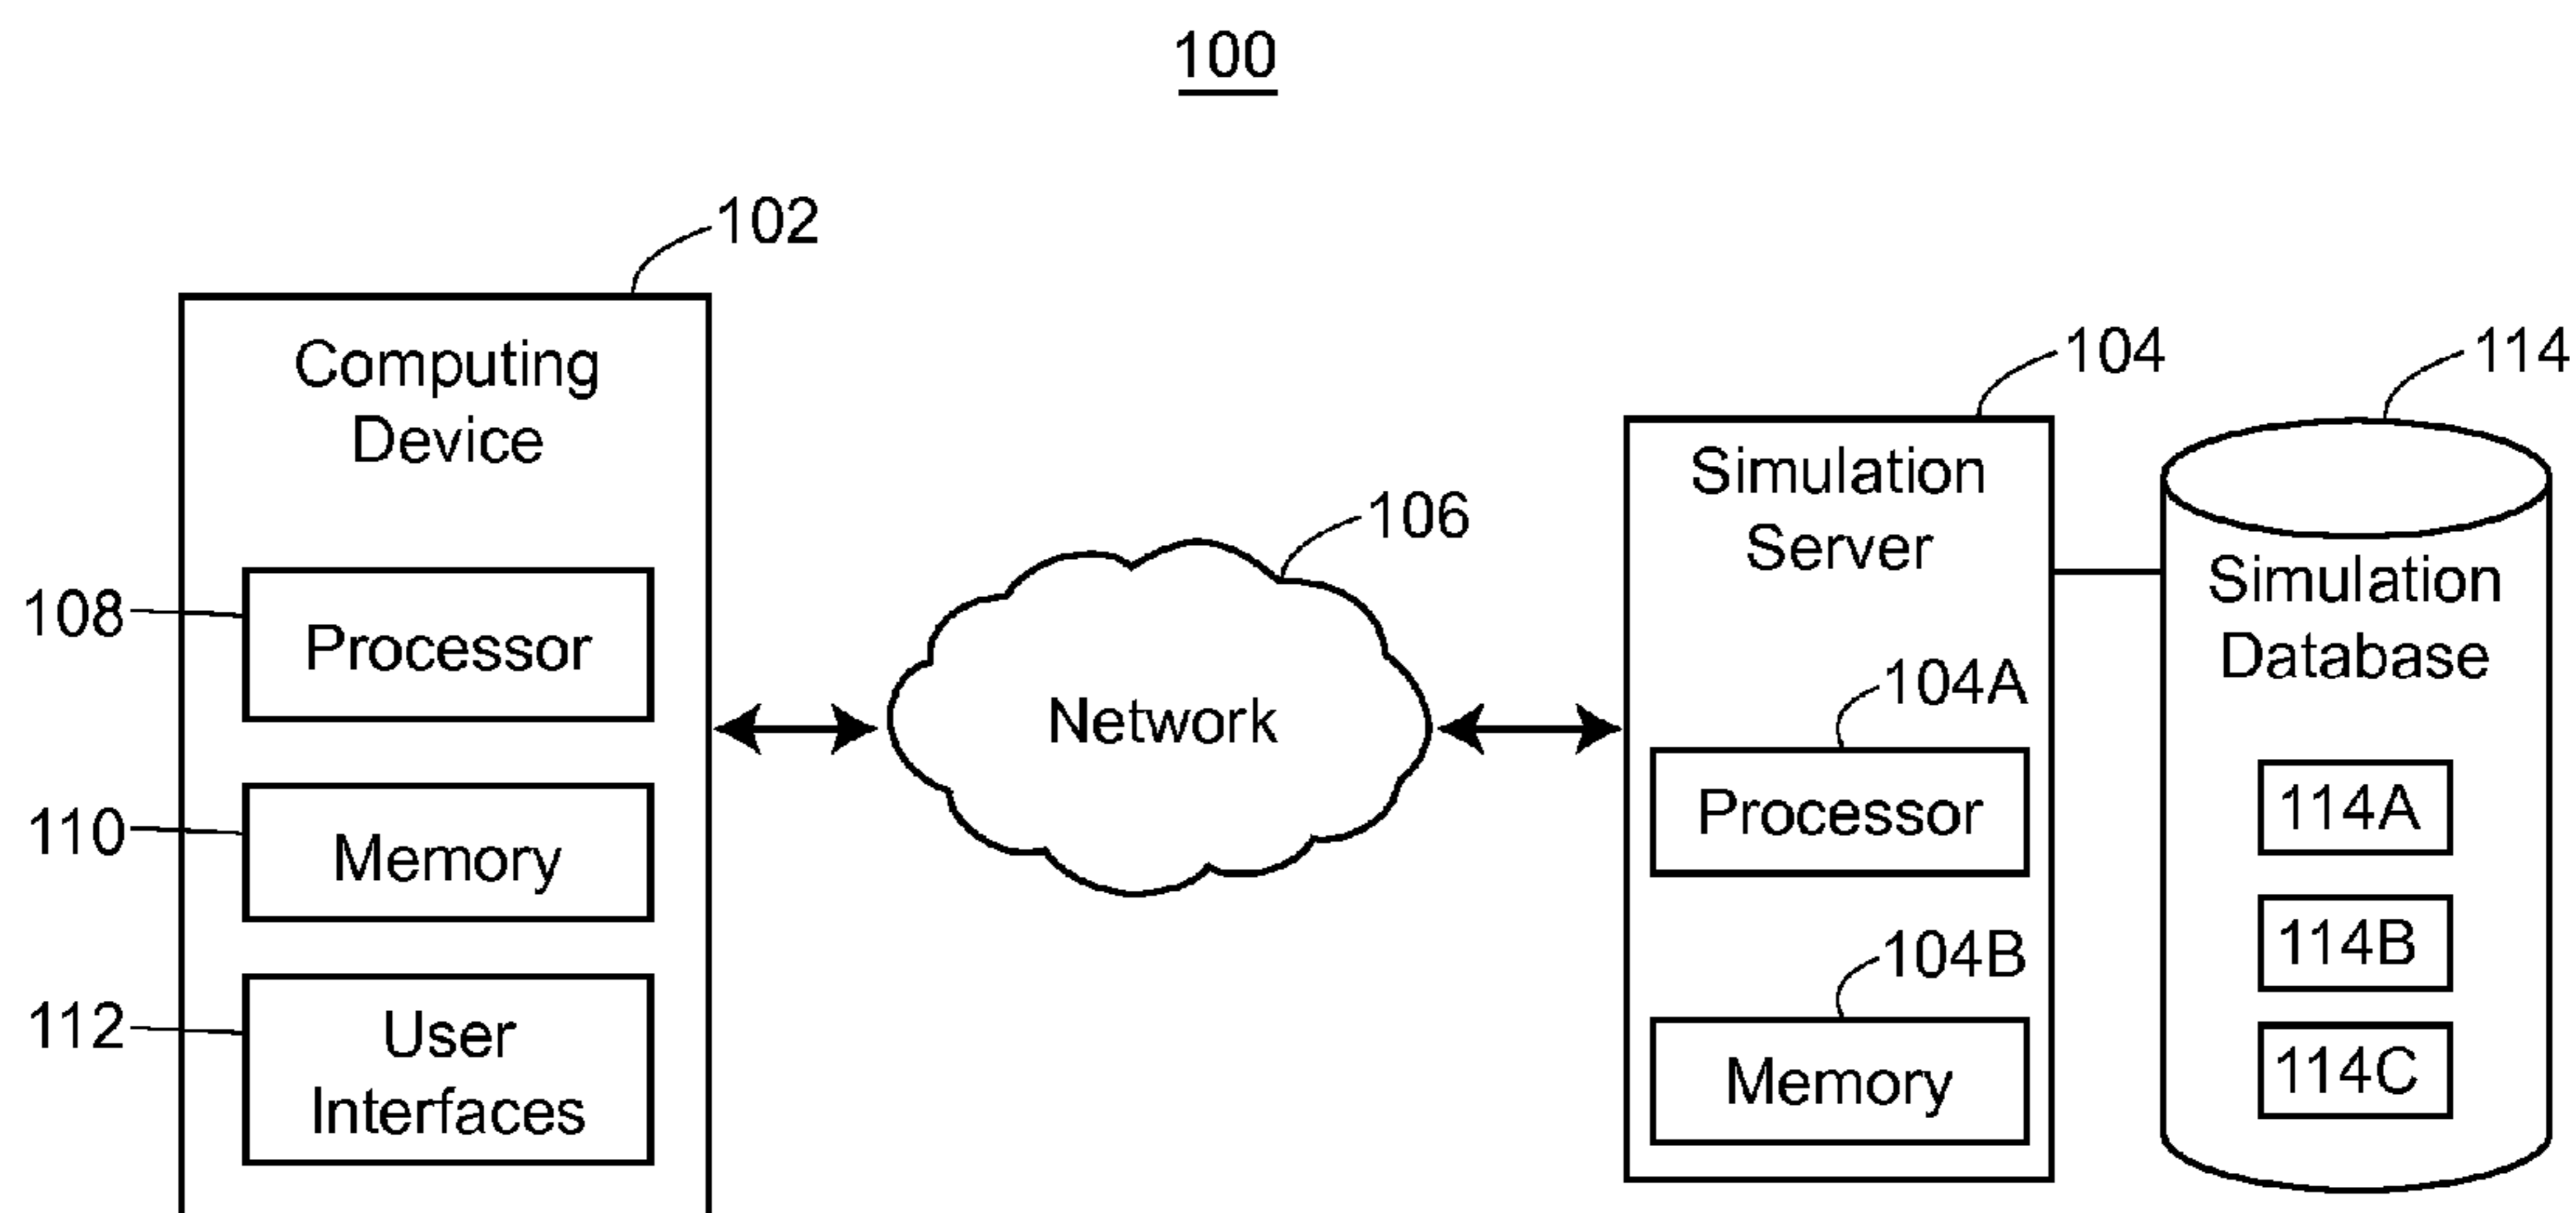 100
102
Computing
Device
108
Processor
110
Memory
112
User
Interfaces
106
Network
104
Simulation
Server
104A
Processor
104B
Memory
114
Simulation
Database
114A
114B
114C